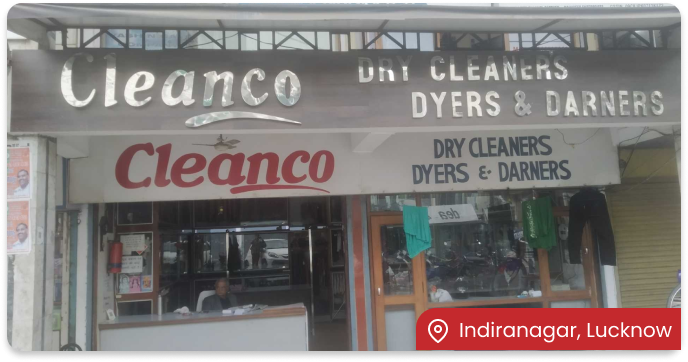 Cleanco
DRY CLEANERS
DYERS & DARNERS
Cleanco
DRY CLEANERS
DYERS & DARNERS
Indiranagar, Lucknow